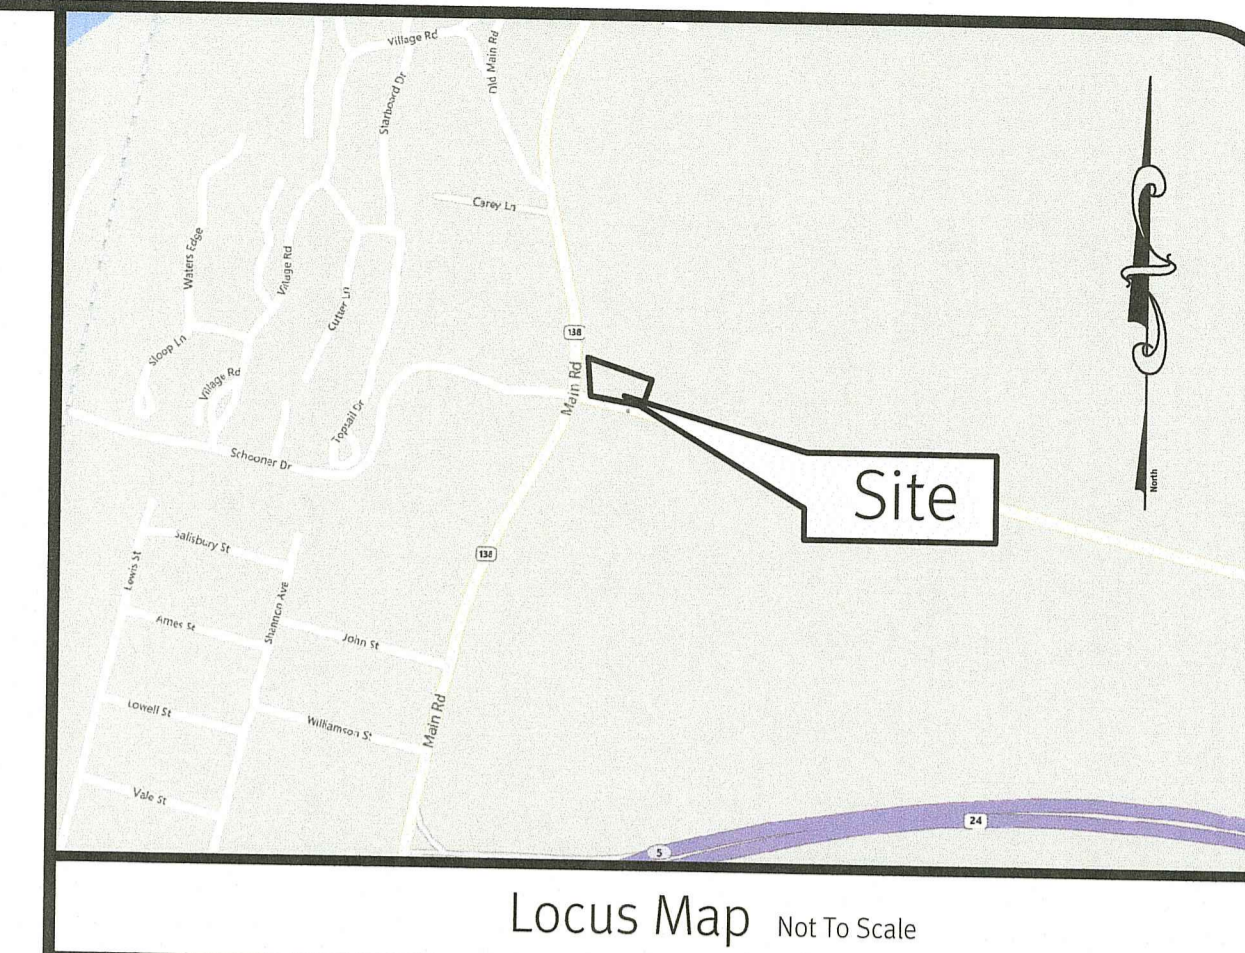 Village Rd
Old Main Rd
Starboard Dr
Carey Ln
Waters Edge
Village Rd
Cutter Ln
138
Sloop Ln
Village Rd
Main Rd
Topsail Dr
Schooner Dr
Site
North
138
Salisbury St
Lewis St
Shannon Ave
Ames St
John St
Main Rd
Lowell St
Williamson St
Vale St
24
5
Locus Map Not To Scale